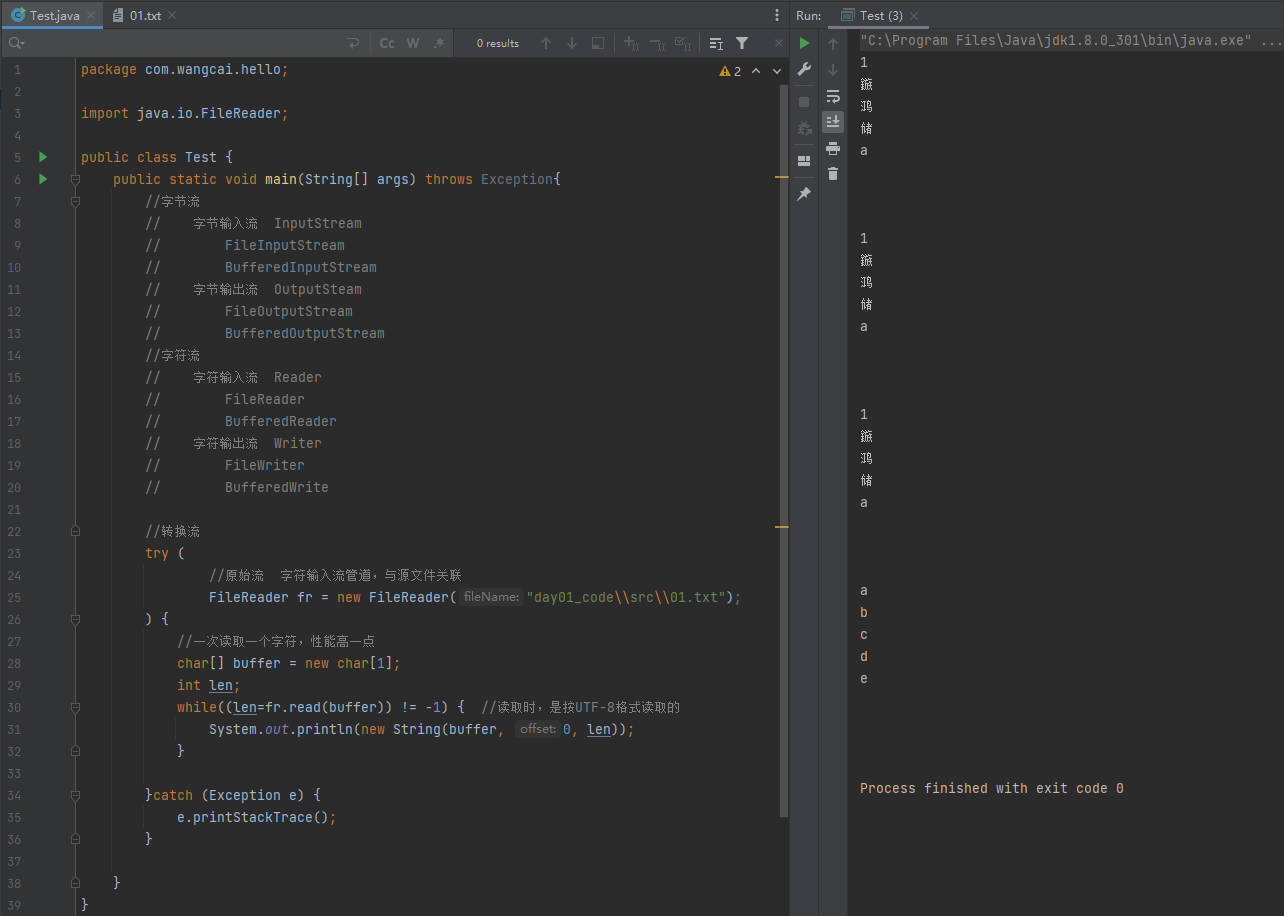 Test.java
01.txt
Run:
Test (3)
Cc
W
.*
0 results
2
1
package com.wangcai.hello;
2
3
import java.io.FileReader;
4
5
public class Test {
6
public static void main(String[] args) throws Exception{
7
//字节流
8
//    字节输入流  InputStream
9
//        FileInputStream
10
//        BufferedInputStream
11
//    字节输出流  OutputSteam
12
//        FileOutputStream
13
//        BufferedOutputStream
14
//字符流
15
//    字符输入流  Reader
16
//        FileReader
17
//        BufferedReader
18
//    字符输出流  Writer
19
//        FileWriter
20
//        BufferedWrite
21
22
//转换流
23
try (
24
//原始流  字符输入流管道，与源文件关联
25
FileReader fr = new FileReader( fileName: "day01_code\\src\\01.txt");
26
) {
27
//一次读取一个字符，性能高一点
28
char[] buffer = new char[1];
29
int len;
30
while((len=fr.read(buffer)) != -1) {  //读取时，是按UTF-8格式读取的
31
System.out.println(new String(buffer, offset: 0, len));
32
}
33
34
}catch (Exception e) {
35
e.printStackTrace();
36
}
37
38
}
39
}
"C:\Program Files\Java\jdk1.8.0_301\bin\java.exe" ...
1
鏃
鸿
储
a
1
鏃
鸿
储
a
1
鏃
鸿
储
a
a
b
c
d
e
Process finished with exit code 0